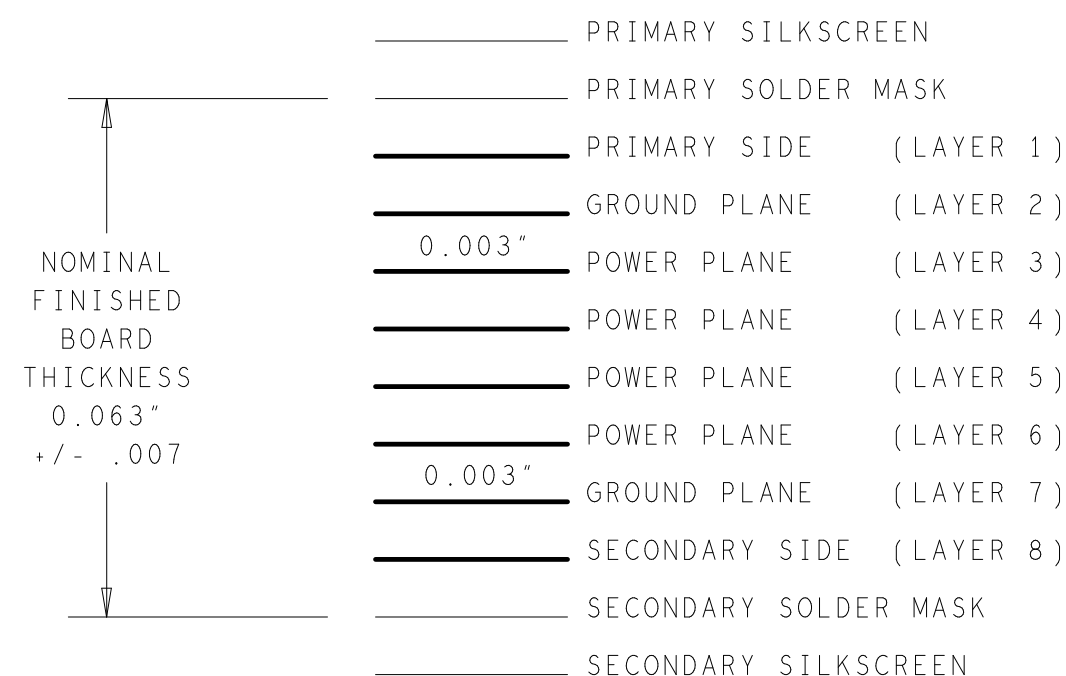 PRIMARY SILKSCREEN
PRIMARY SOLDER MASK
PRIMARY SIDE (LAYER 1)
GROUND PLANE (LAYER 2)
0.003"
POWER PLANE (LAYER 3)
POWER PLANE (LAYER 4)
POWER PLANE (LAYER 5)
POWER PLANE (LAYER 6)
0.003"
GROUND PLANE (LAYER 7)
SECONDARY SIDE (LAYER 8)
SECONDARY SOLDER MASK
SECONDARY SILKSCREEN
NOMINAL
FINISHED
BOARD
THICKNESS
0.063"
+/- .007